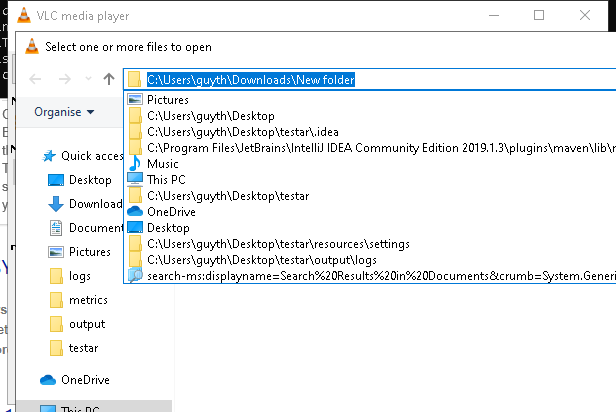 VLC media player
Select one or more files to open
C:\Users\guyth\Downloads\New folder
Organise
Pictures
C:\Users\guyth\Desktop
C:\Users\guyth\Desktop\testar\.idea
C:\Program Files\JetBrains\IntelliJ IDEA Community Edition 2019.1.3\plugins\maven\lib\
Music
This PC
C:\Users\guyth\Desktop\testar
OneDrive
Desktop
C:\Users\guyth\Desktop\testar\resources\settings
C:\Users\guyth\Desktop\testar\output\logs
search-ms:displayname=Search%20Results%20in%20Documents&crumb=System.Generi
Quick acces
Desktop
Download
Document
Pictures
logs
metrics
output
testar
OneDrive
This PC